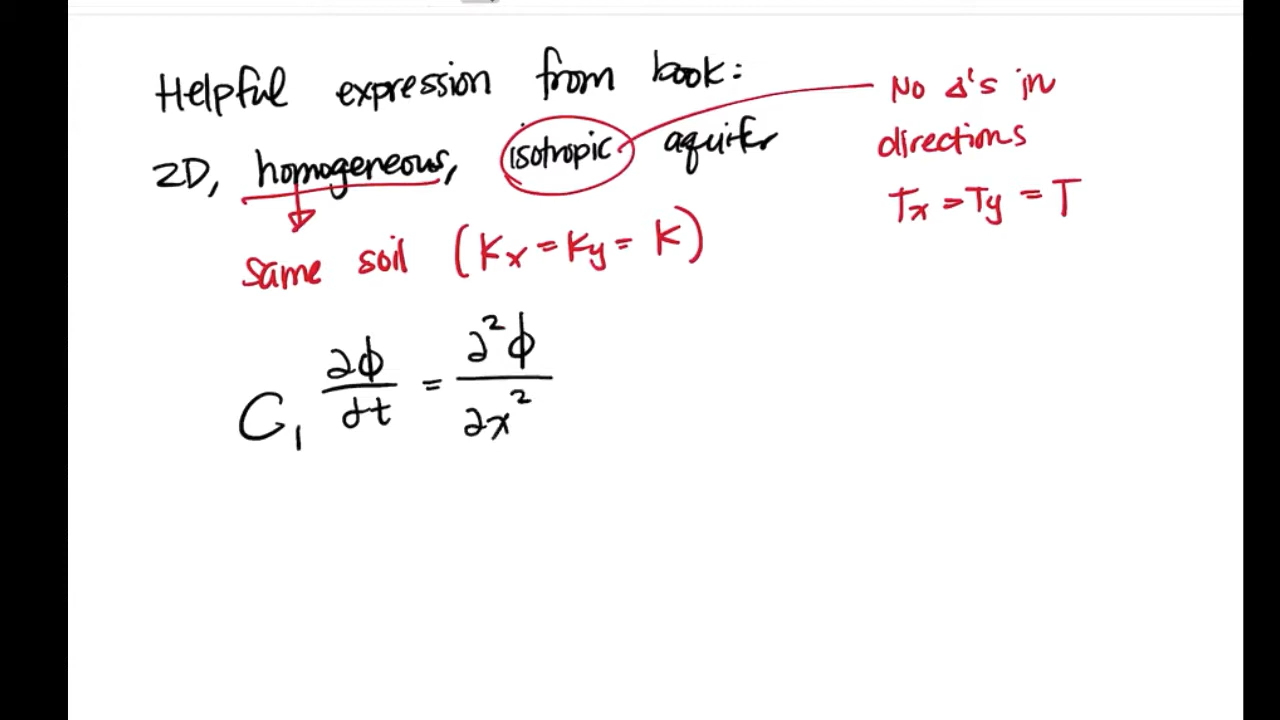 Helpful expression from book:
2D, homogeneous, isotropic aquifer
No Δ's in
directions
Tx = Ty = T
same soil (Kx = Ky = K)
C₁ ∂ϕ/∂t = ∂²ϕ/∂x²